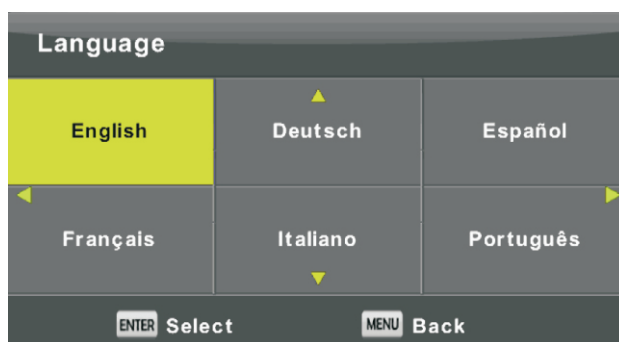 Language
English Deutsch Español
Français Italiano Português
ENTER Select MENU Back